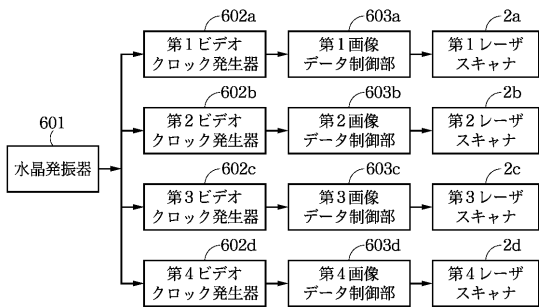 602a 603a 2a
第1ビデオ 第1画像 第1レーザ
クロック発生器 データ制御部 スキャナ
602b 603b 2b
第2ビデオ 第2画像 第2レーザ
クロック発生器 データ制御部 スキャナ
601
水晶発振器
602c 603c 2c
第3ビデオ 第3画像 第3レーザ
クロック発生器 データ制御部 スキャナ
602d 603d 2d
第4ビデオ 第4画像 第4レーザ
クロック発生器 データ制御部 スキャナ